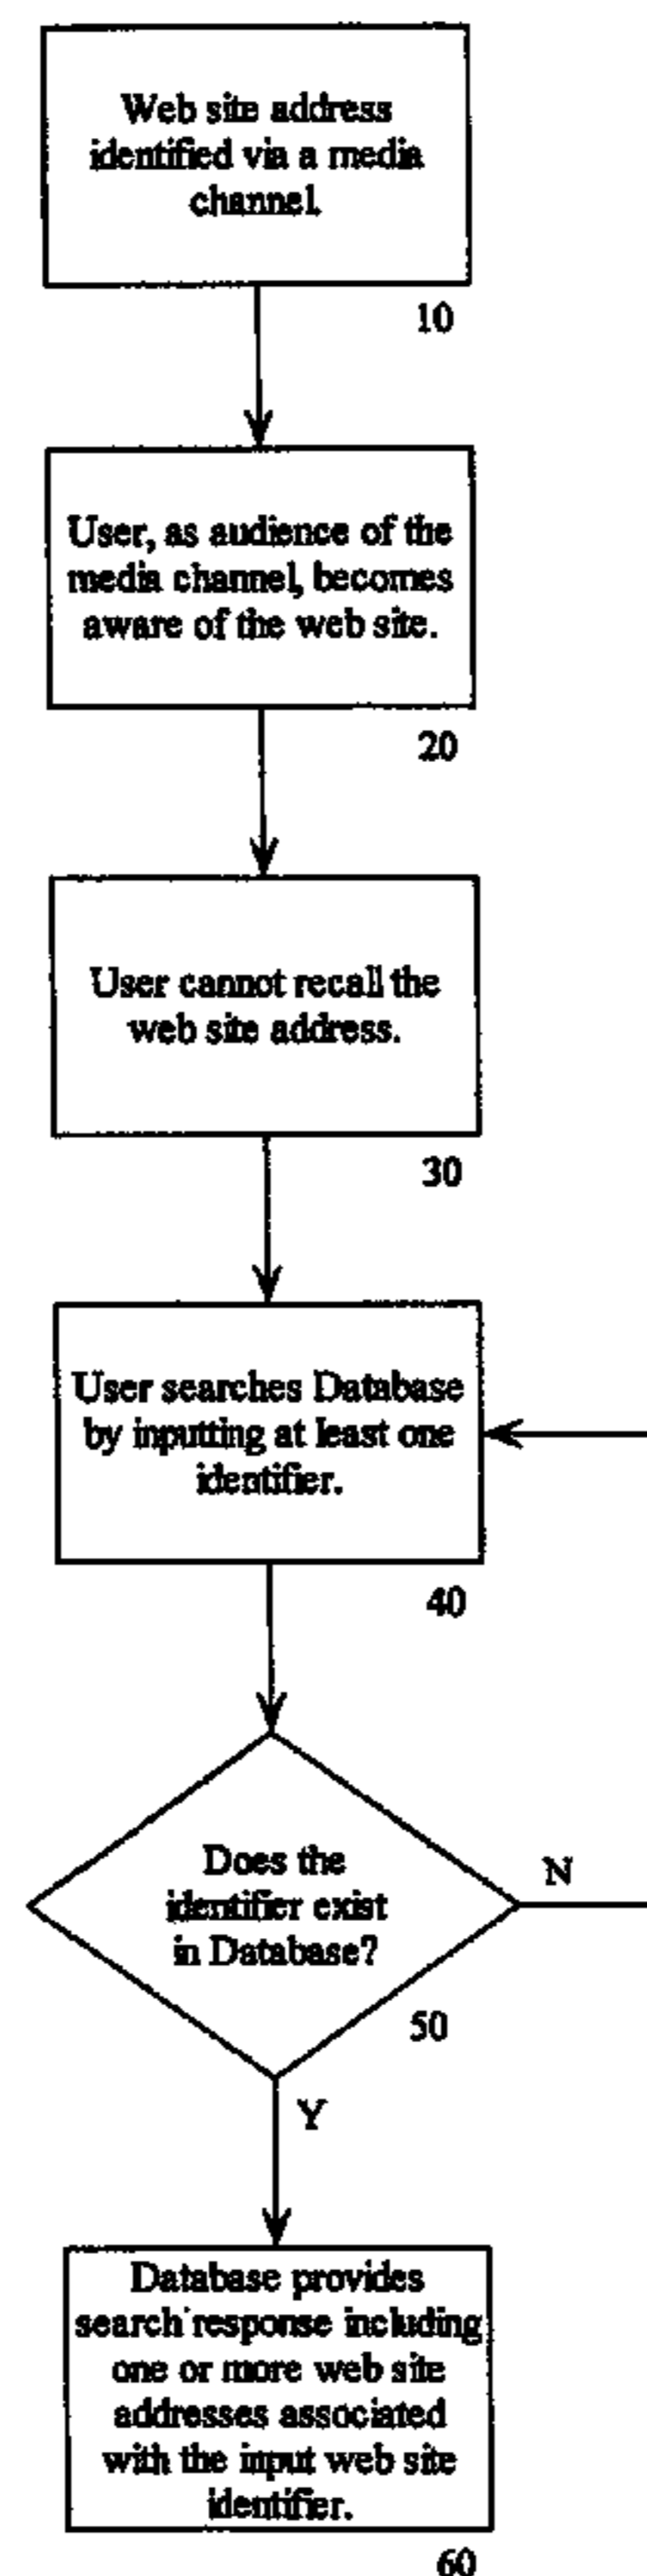 Web site address
identified via a media
channel.
10
User, as audience of the
media channel, becomes
aware of the web site.
20
User cannot recall the
web site address.
30
User searches Database
by inputting at least one
identifier.
40
Does the
identifier exist
in Database?
N
50
Y
Database provides
search response including
one or more web site
addresses associated
with the input web site
identifier.
60